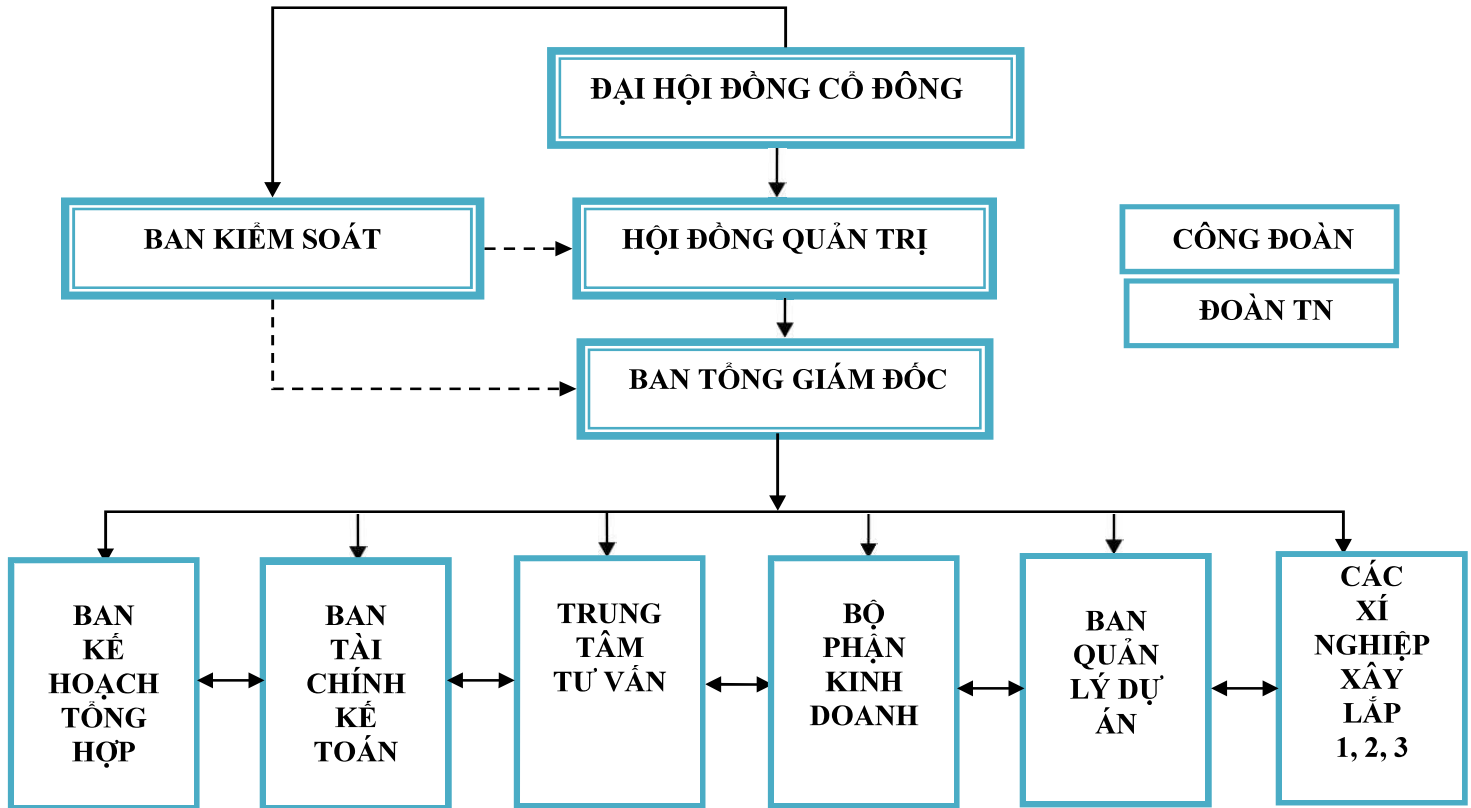 ĐẠI HỘI ĐỒNG CỔ ĐÔNG
BAN KIỂM SOÁT
HỘI ĐỒNG QUẢN TRỊ
CÔNG ĐOÀN
ĐOÀN TN
BAN TỔNG GIÁM ĐỐC
BAN
KẾ
HOẠCH
TỔNG
HỢP
BAN
TÀI
CHÍNH
KẾ
TOÁN
TRUNG
TÂM
TƯ VẤN
BỘ
PHẬN
KINH
DOANH
BAN
QUẢN
LÝ DỰ
ÁN
CÁC
XÍ
NGHIỆP
XÂY
LẮP
1, 2, 3